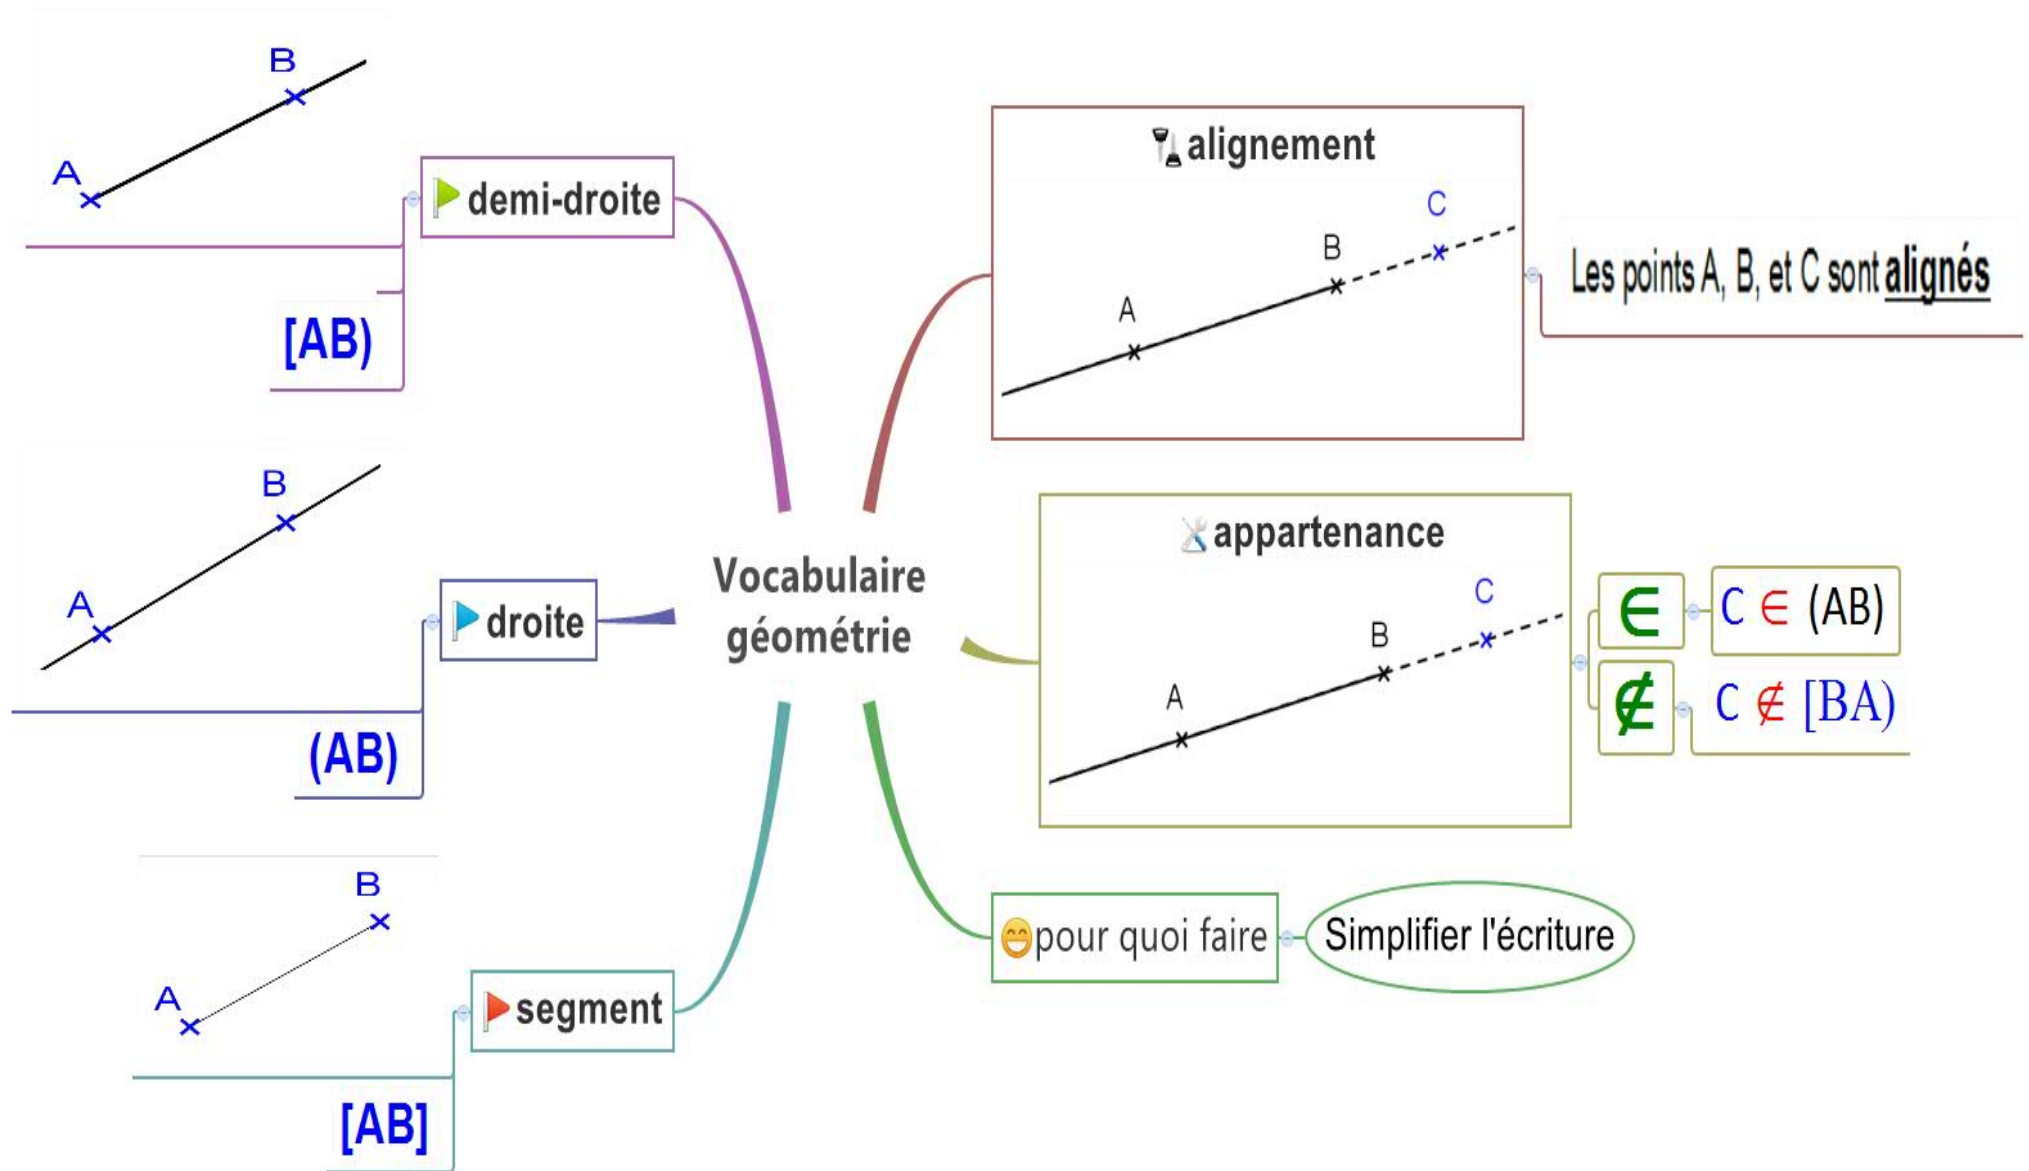 Vocabulaire
géométrie
demi-droite
B
A
[AB)
droite
B
A
(AB)
segment
B
A
[AB]
alignement
C
B
A
Les points A, B, et C sont alignés
appartenance
C
B
A
∈
C ∈ (AB)
∉
C ∉ [BA)
pour quoi faire
Simplifier l'écriture